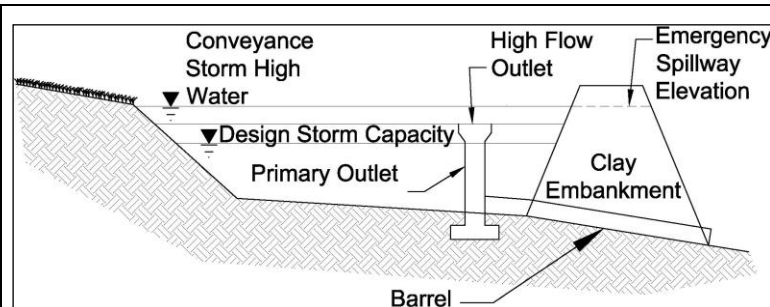 Conveyance
Storm High
Water
High Flow
Outlet
Emergency
Spillway
Elevation
Design Storm Capacity
Primary Outlet
Clay
Embankment
Barrel